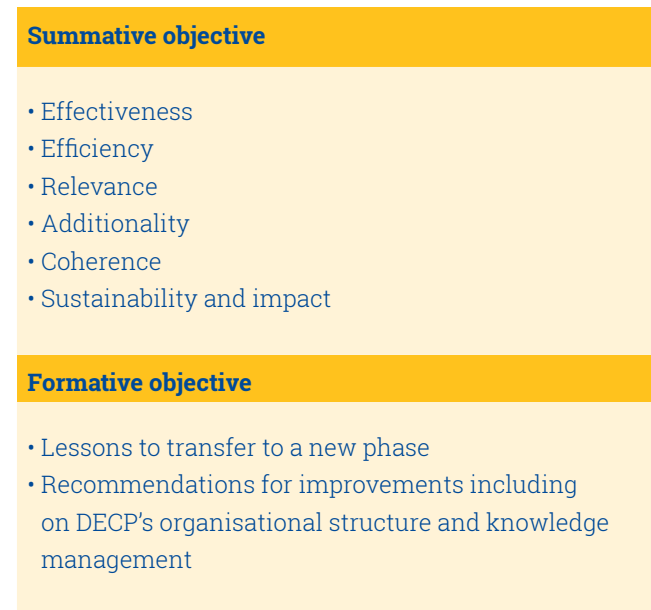 Summative objective
• Effectiveness
• Efficiency
• Relevance
• Additionality
• Coherence
• Sustainability and impact
Formative objective
• Lessons to transfer to a new phase
• Recommendations for improvements including
on DECP’s organisational structure and knowledge
management